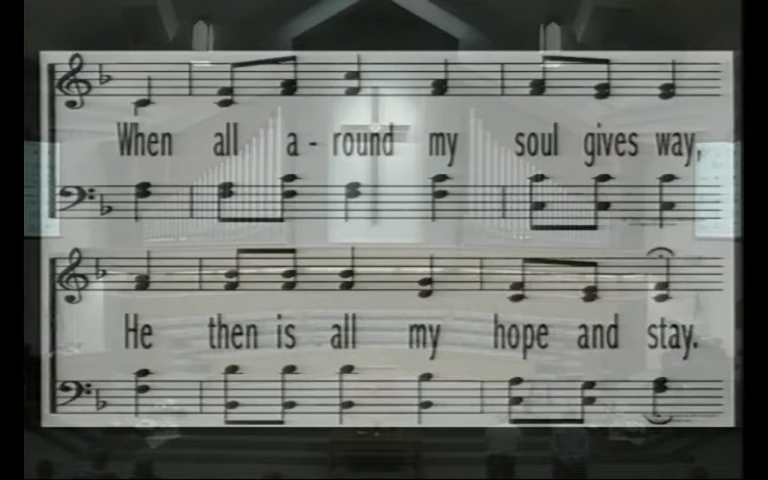 When all a - round my soul gives way,
He then is all my hope and stay.